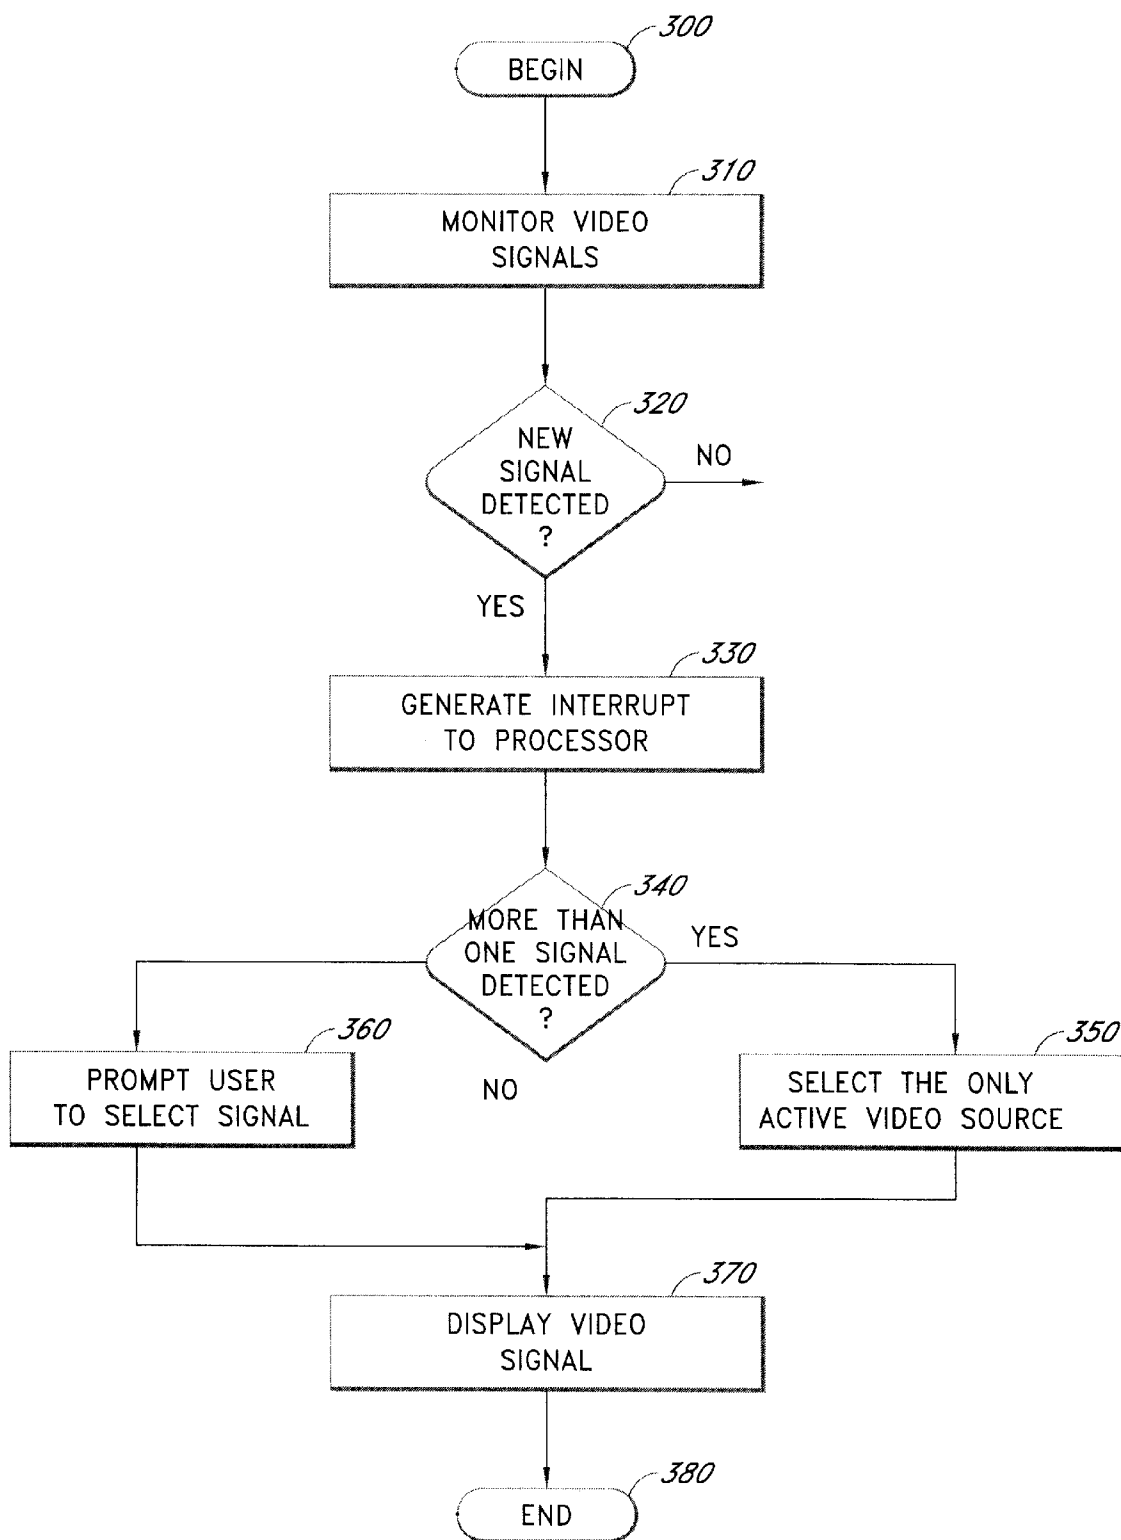 300
BEGIN
310
MONITOR VIDEO
SIGNALS
320
NEW
SIGNAL
DETECTED
?
NO
YES
330
GENERATE INTERRUPT
TO PROCESSOR
340
MORE THAN
ONE SIGNAL
DETECTED
?
YES
NO
360
PROMPT USER
TO SELECT SIGNAL
350
SELECT THE ONLY
ACTIVE VIDEO SOURCE
370
DISPLAY VIDEO
SIGNAL
380
END